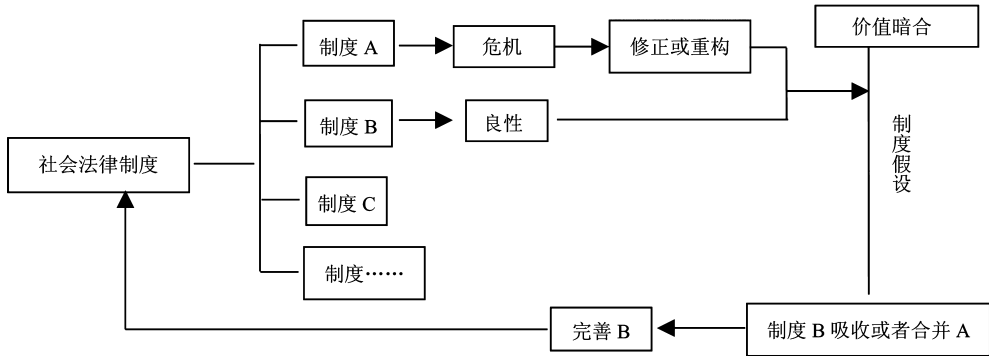 价值暗合
制度 A
危机
修正或重构
制度 B
良性
制度假设
社会法律制度
制度 C
制度……
完善 B
制度 B 吸收或者合并 A